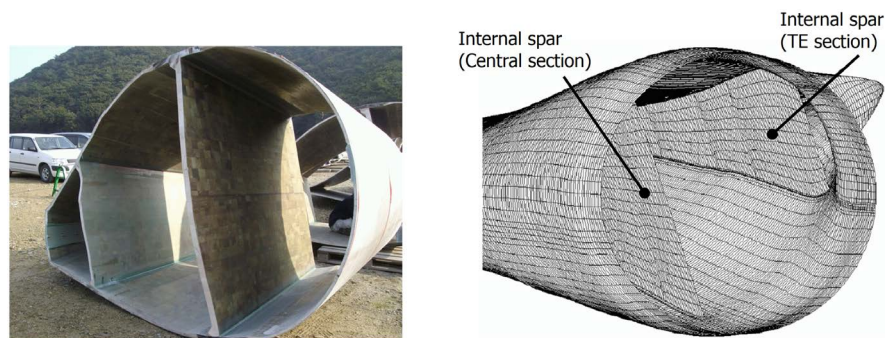 Internal spar
(Central section)
Internal spar
(TE section)